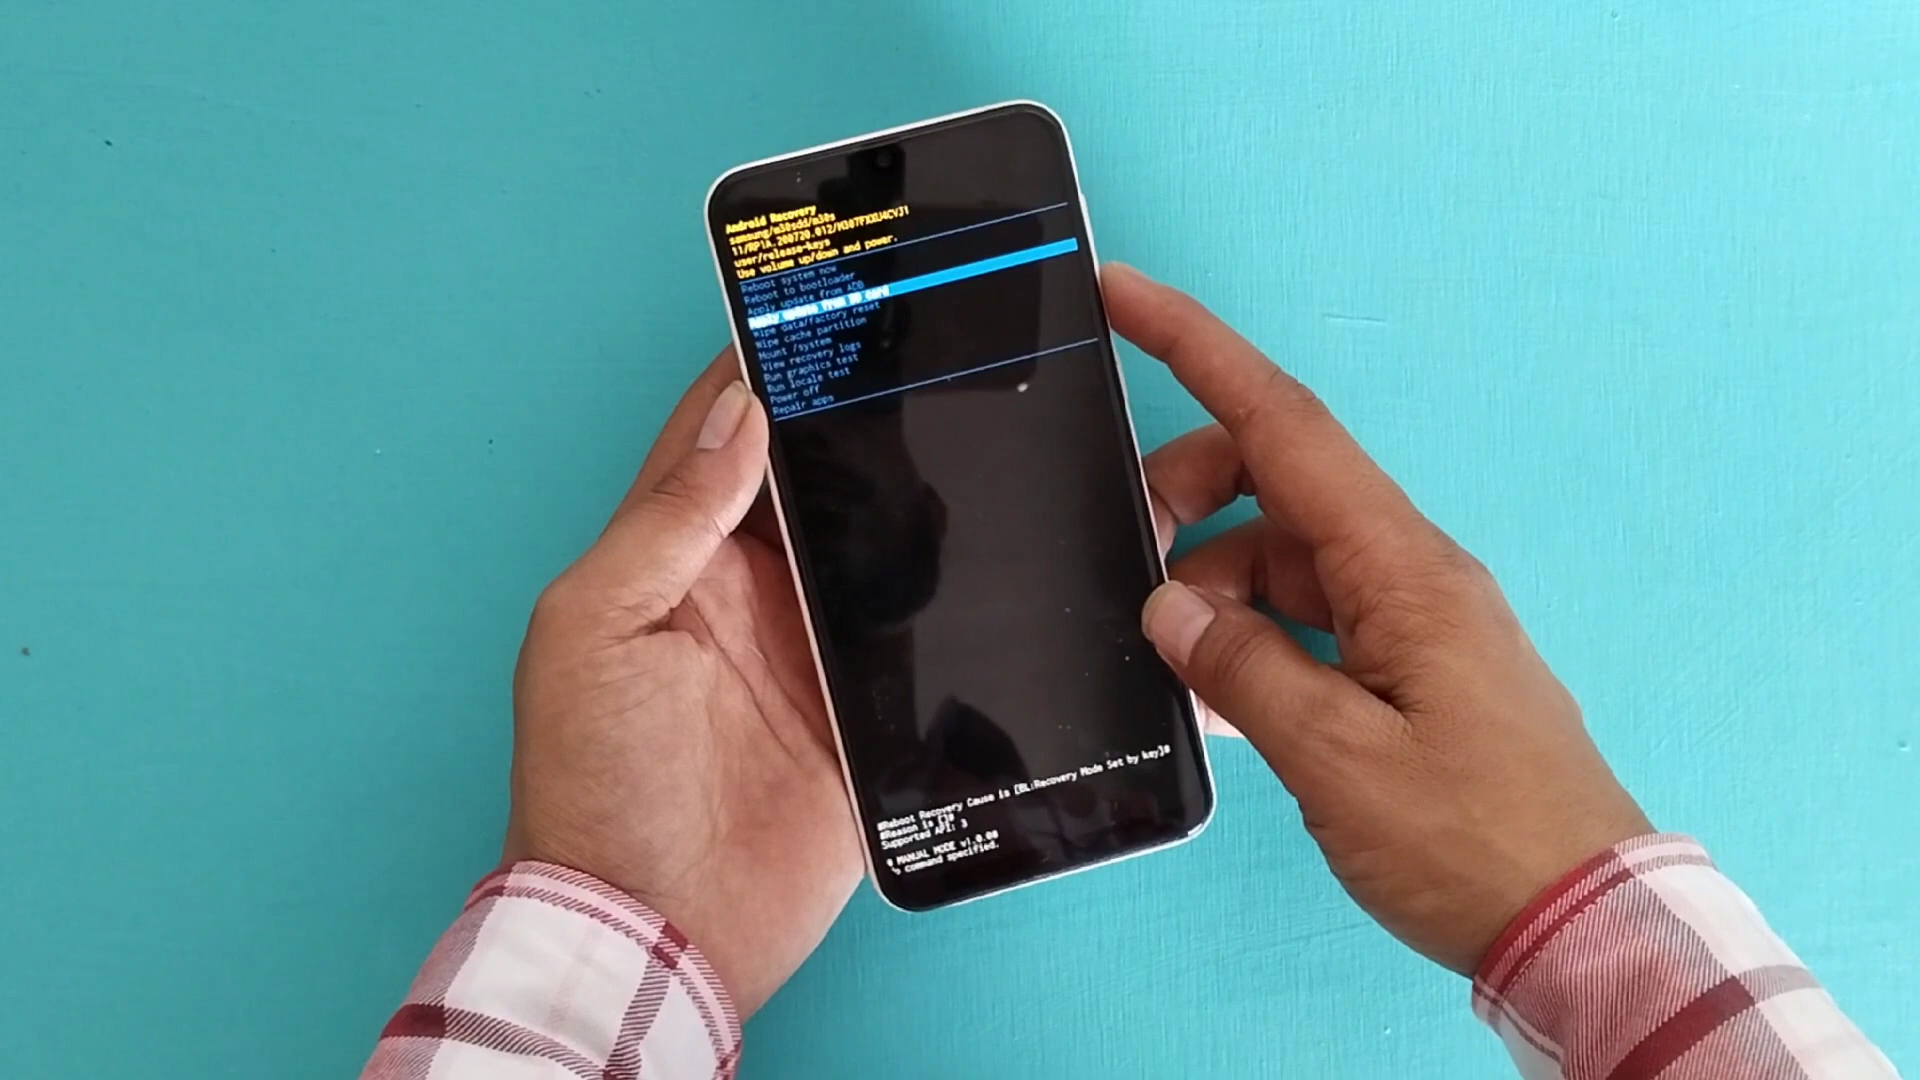 Android Recovery
samsung/m30sdd/m30s
11/RP1A.200720.012/M307FXXU4CVJ1
user/release-keys
Use volume up/down and power.
Reboot system now
Reboot to bootloader
Apply update from ADB
Apply update from SD card
Wipe data/factory reset
Wipe cache partition
Mount /system
View recovery logs
Run graphics test
Run locale test
Power off
Repair apps
#Reboot Recovery Cause is [BL:Recovery Mode Set by key]#
#Reason is []#
Supported API: 3
# MANUAL MODE v1.0.0#
No command specified.